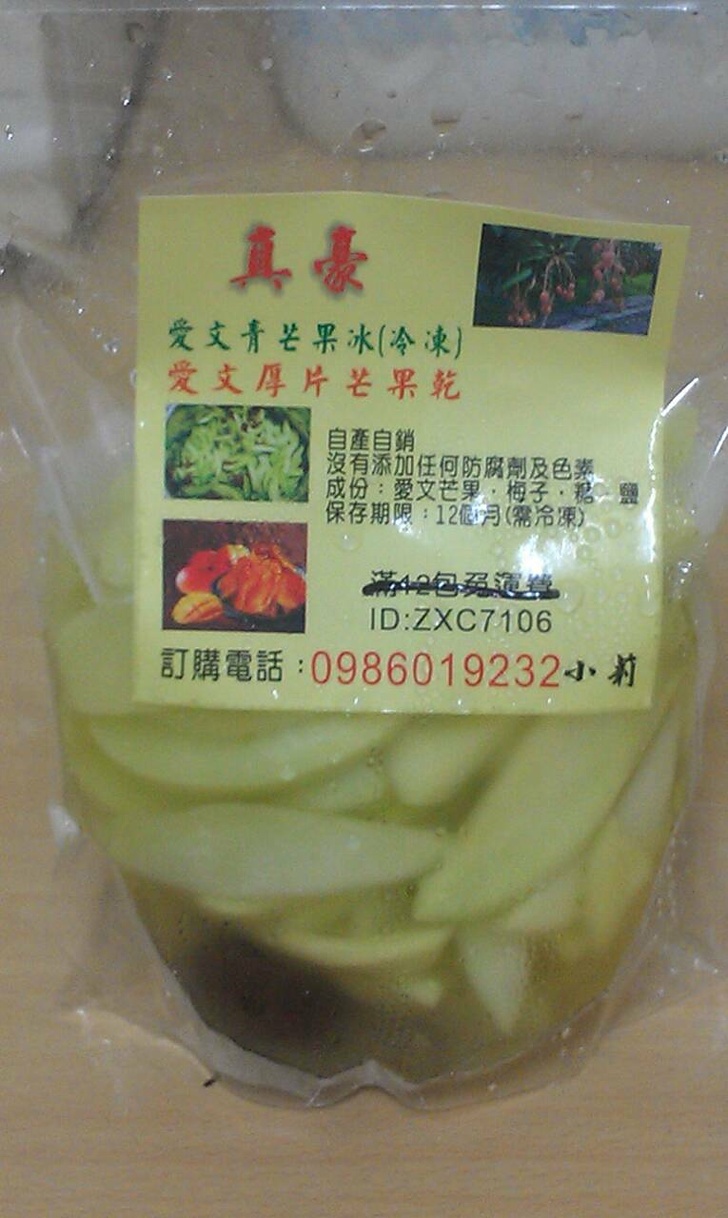 真豪
愛文青芒果冰(冷凍)
愛文厚片芒果乾
自產自銷
沒有添加任何防腐劑及色素
成份：愛文芒果．梅子．糖．鹽
保存期限：12個月(需冷凍)
滿12包免運費
ID:ZXC7106
訂購電話：0986019232小莉